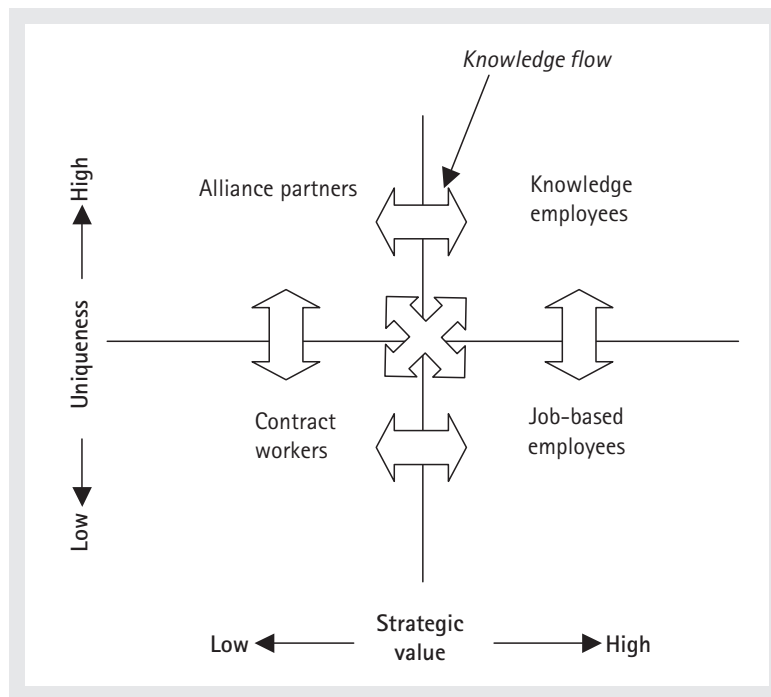 Knowledge flow
High
Alliance partners
Knowledge
employees
Uniqueness
Contract
workers
Job-based
employees
Low
Strategic
value
Low
High